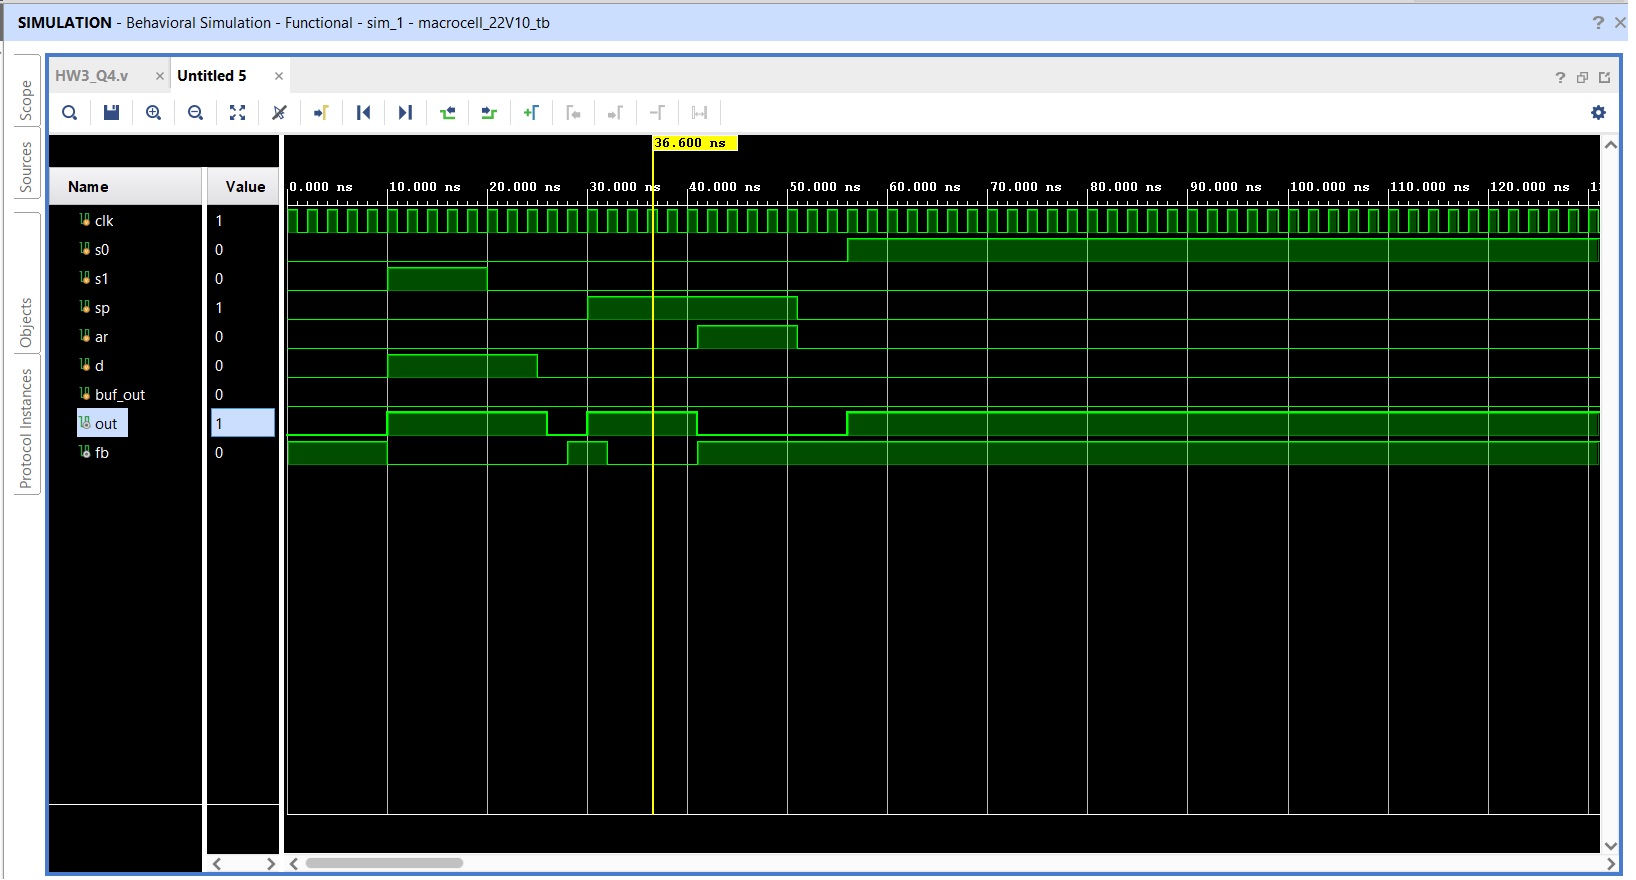 SIMULATION - Behavioral Simulation - Functional - sim_1 - macrocell_22V10_tb
HW3_Q4.v
Untitled 5
Scope
Sources
Objects
Protocol Instances
36.600 ns
Name Value
0.000 ns 10.000 ns 20.000 ns 30.000 ns 40.000 ns 50.000 ns 60.000 ns 70.000 ns 80.000 ns 90.000 ns 100.000 ns 110.000 ns 120.000 ns
clk 1
s0 0
s1 0
sp 1
ar 0
d 0
buf_out 0
out 1
fb 0